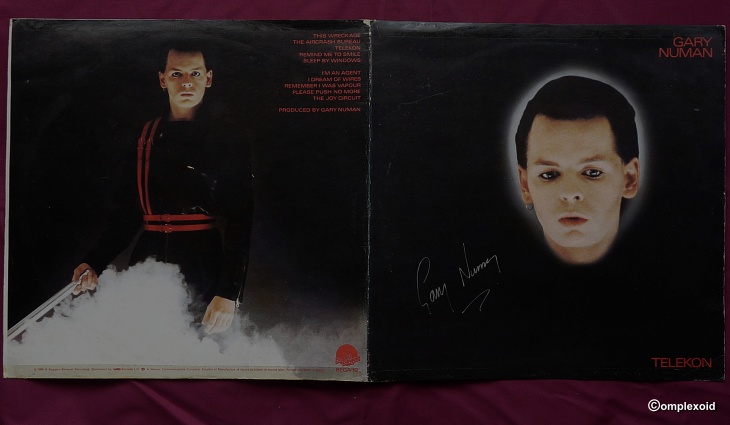 THIS WRECKAGE
THE AIRCRASH BUREAU
TELEKON
REMIND ME TO SMILE
SLEEP BY WINDOWS
I'M AN AGENT
I DREAM OF WIRES
REMEMBER I WAS VAPOUR
PLEASE PUSH NO MORE
THE JOY CIRCUIT
PRODUCED BY GARY NUMAN
GARY
NUMAN
Gary Numan
TELEKON
©omplexoid